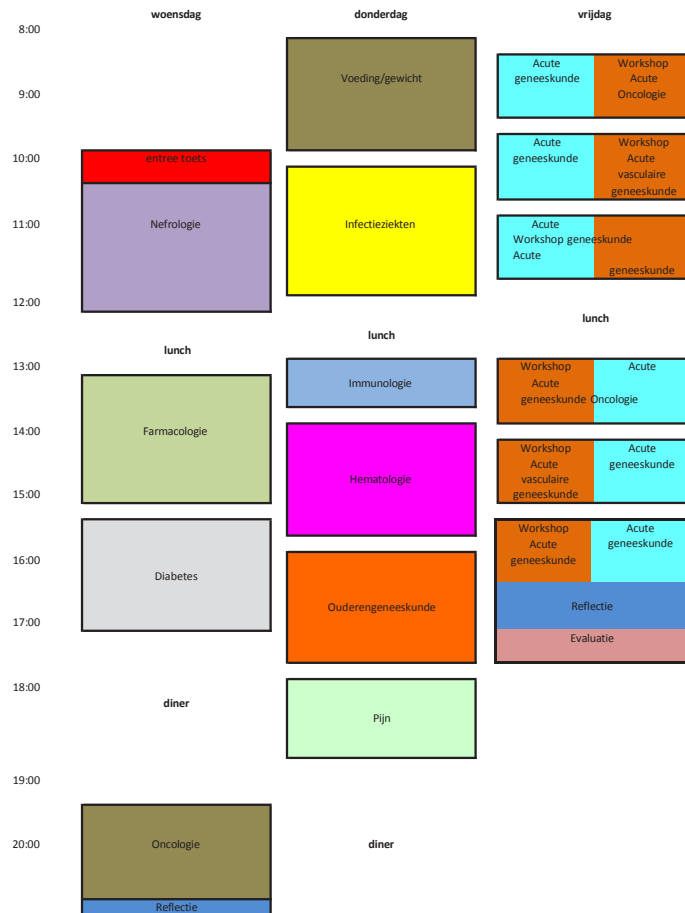 woensdag
donderdag
vrijdag
8:00
9:00
10:00
11:00
12:00
13:00
14:00
15:00
16:00
17:00
18:00
19:00
20:00
entree toets
Nefrologie
lunch
Farmacologie
Diabetes
diner
Oncologie
Reflectie
Voeding/gewicht
Infectieziekten
lunch
Immunologie
Hematologie
Ouderengeneeskunde
Pijn
diner
Acute
geneeskunde
Workshop
Acute
Oncologie
Acute
geneeskunde
Workshop
Acute
vasculaire
geneeskunde
Acute
Workshop geneeskunde
Acute
geneeskunde
lunch
Workshop
Acute
Acute
geneeskunde Oncologie
Workshop
Acute
vasculaire
geneeskunde
Acute
geneeskunde
Workshop
Acute
geneeskunde
Acute
geneeskunde
Reflectie
Evaluatie